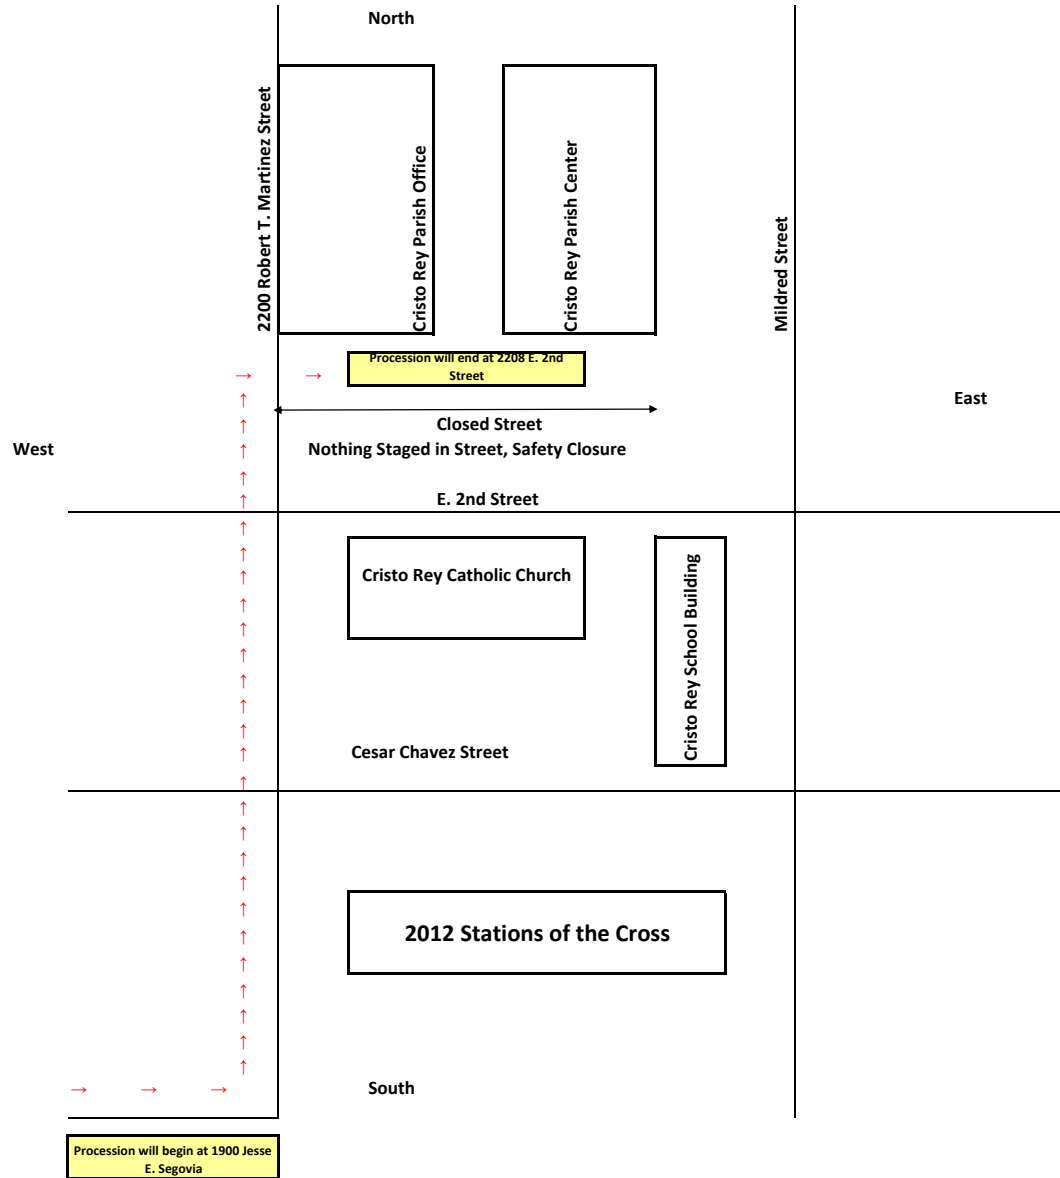 North
2200 Robert T. Martinez Street
Cristo Rey Parish Office
Cristo Rey Parish Center
Mildred Street
Procession will end at 2208 E. 2nd
Street
→ →
East
Closed Street
West
Nothing Staged in Street, Safety Closure
E. 2nd Street
Cristo Rey Catholic Church
Cristo Rey School Building
Cesar Chavez Street
2012 Stations of the Cross
→ → →
South
Procession will begin at 1900 Jesse
E. Segovia